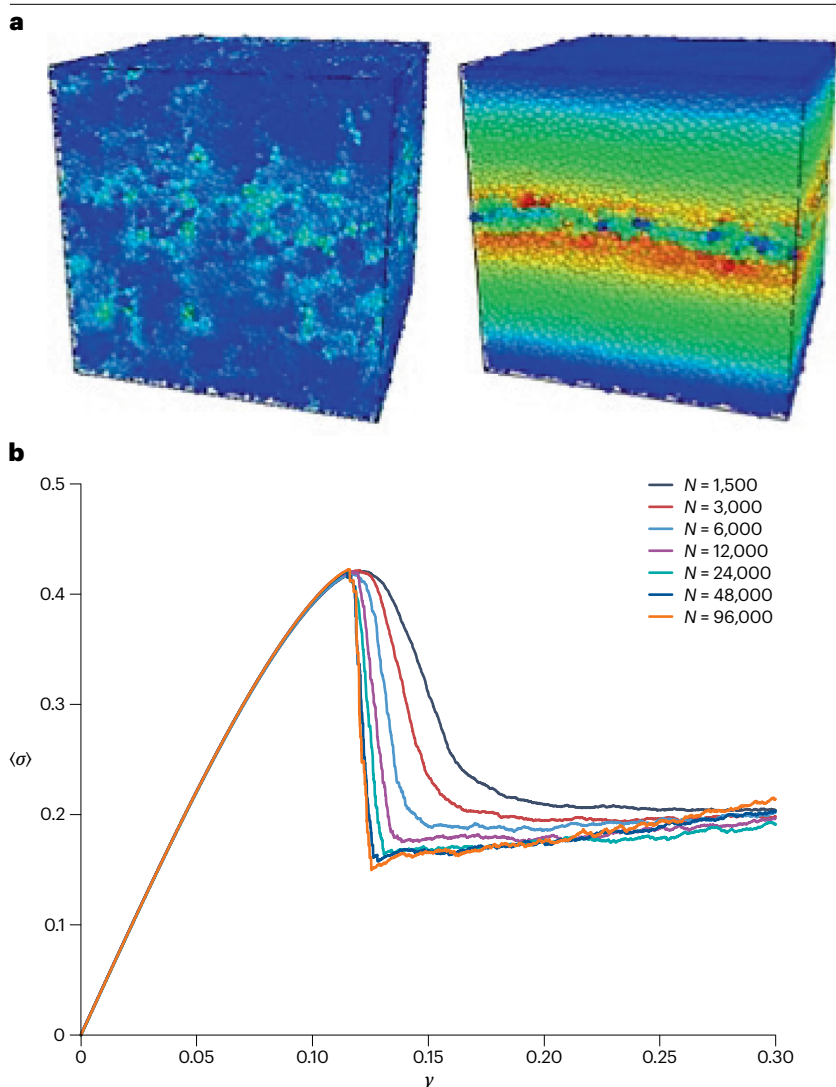 a
b
0.5
0.4
0.3
⟨σ⟩
0.2
0.1
0
0
0.05
0.10
0.15
0.20
0.25
0.30
γ
N = 1,500
N = 3,000
N = 6,000
N = 12,000
N = 24,000
N = 48,000
N = 96,000